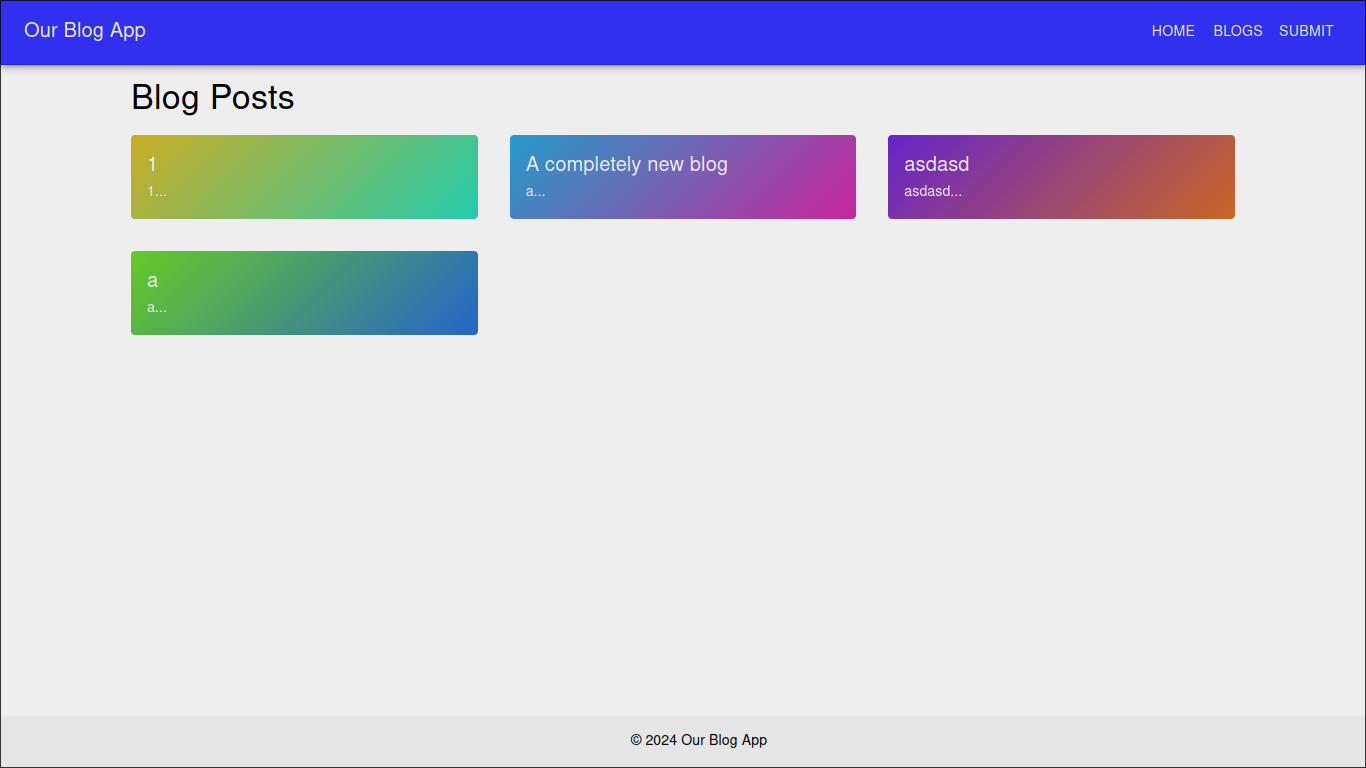 Our Blog App
HOME BLOGS SUBMIT
Blog Posts
1
1...
A completely new blog
a...
asdasd
asdasd...
a
a...
© 2024 Our Blog App